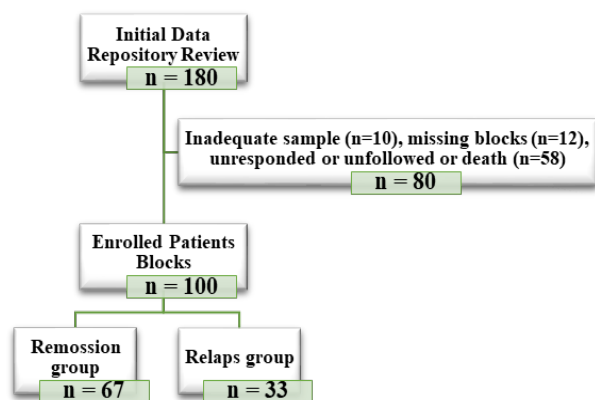 Initial Data
Repository Review
n = 180
Inadequate sample (n=10), missing blocks (n=12),
unresponded or unfollowed or death (n=58)
n = 80
Enrolled Patients
Blocks
n = 100
Remossion
group
n = 67
Relaps group
n = 33